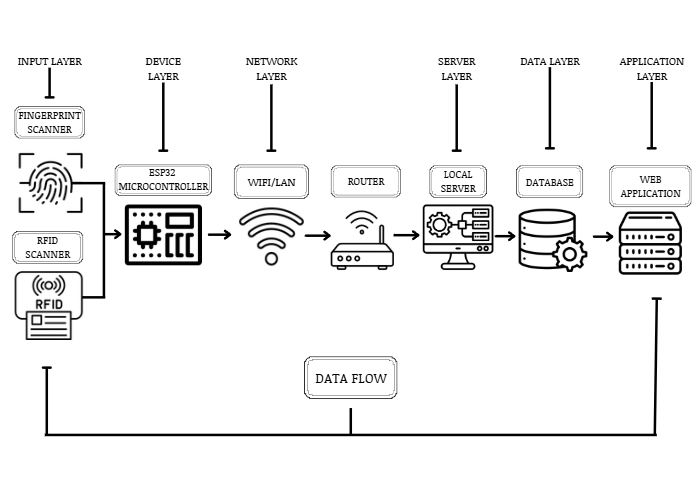 INPUT LAYER
DEVICE
LAYER
NETWORK
LAYER
SERVER
LAYER
DATA LAYER
APPLICATION
LAYER
FINGERPRINT
SCANNER
ESP32
MICROCONTROLLER
WIFI/LAN
ROUTER
LOCAL
SERVER
DATABASE
WEB
APPLICATION
RFID
SCANNER
RFID
DATA FLOW